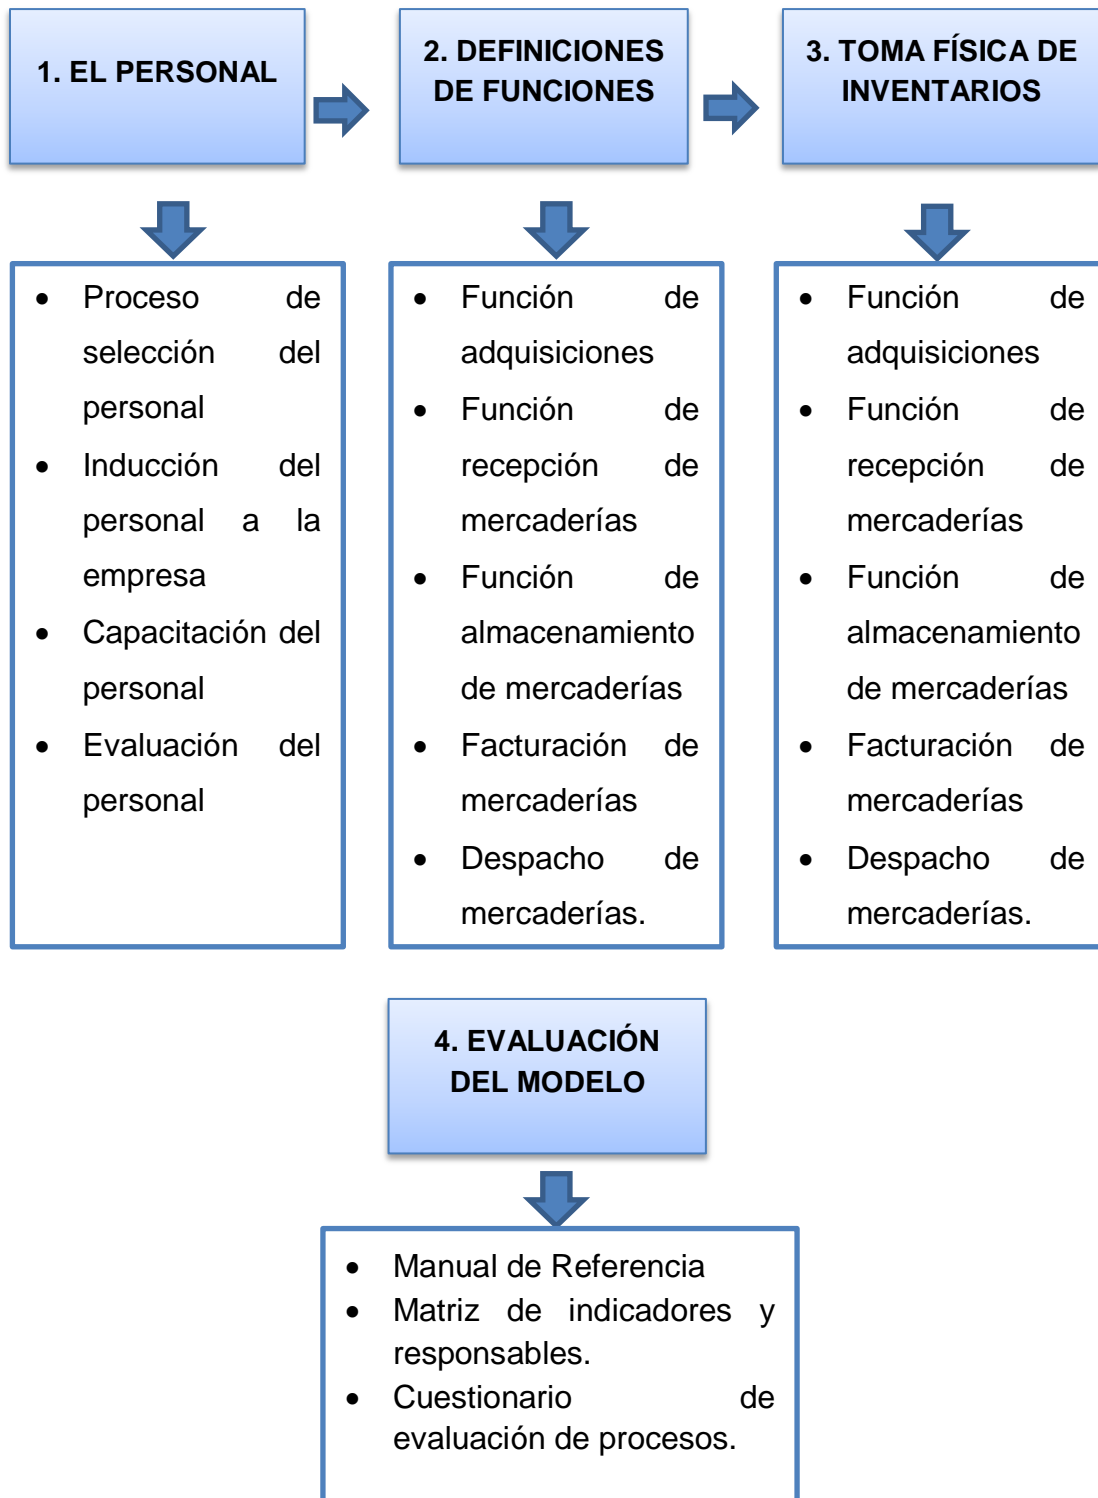 1. EL PERSONAL
2. DEFINICIONES
DE FUNCIONES
3. TOMA FÍSICA DE
INVENTARIOS
• Proceso de
selección del
personal
• Inducción del
personal a la
empresa
• Capacitación del
personal
• Evaluación del
personal
• Función de
adquisiciones
• Función de
recepción de
mercaderías
• Función de
almacenamiento
de mercaderías
• Facturación de
mercaderías
• Despacho de
mercaderías.
• Función de
adquisiciones
• Función de
recepción de
mercaderías
• Función de
almacenamiento
de mercaderías
• Facturación de
mercaderías
• Despacho de
mercaderías.
4. EVALUACIÓN
DEL MODELO
• Manual de Referencia
• Matriz de indicadores y
responsables.
• Cuestionario de
evaluación de procesos.